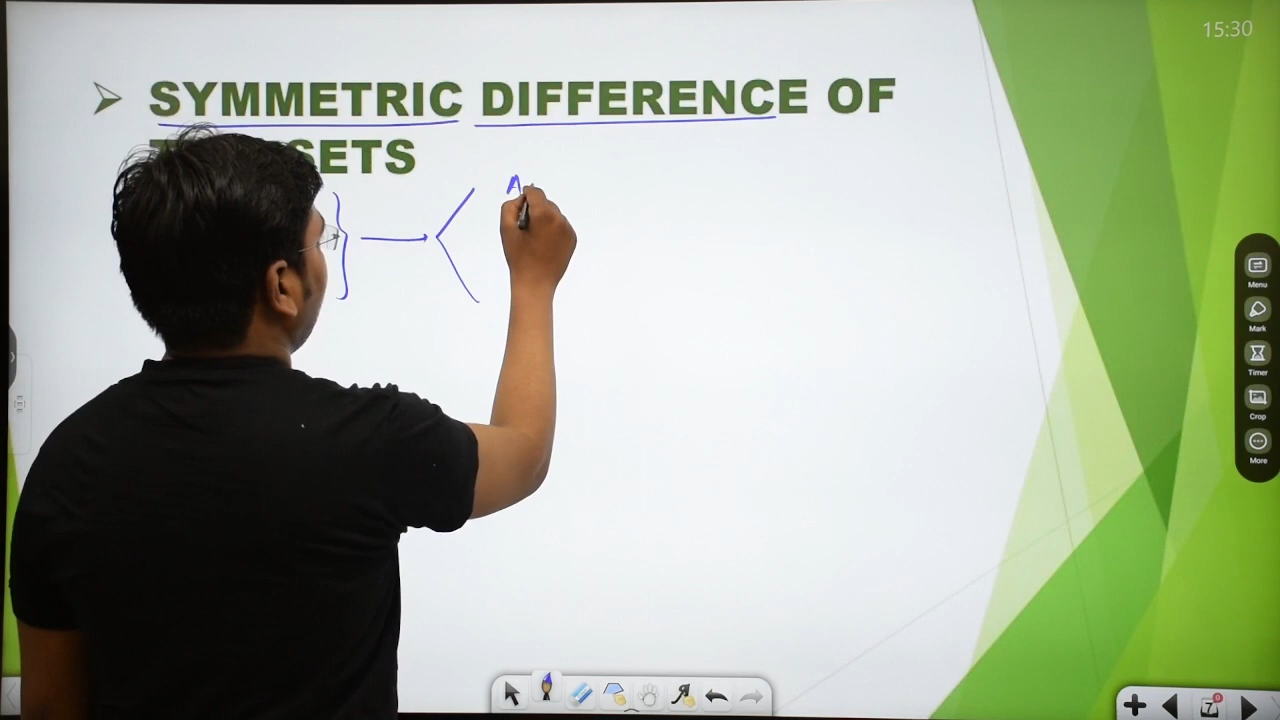 15:30
SYMMETRIC DIFFERENCE OF
SETS
A
Menu
Mark
Timer
Crop
More